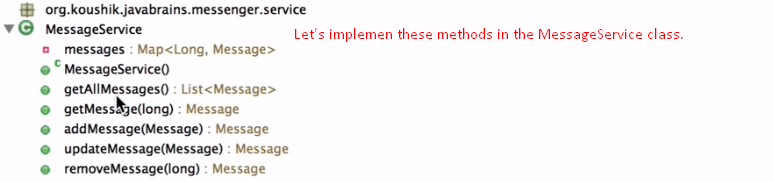 org.koushik.javabrains.messenger.service
MessageService
Let's implemen these methods in the MessageService class.
messages : Map<Long, Message>
MessageService()
getAllMessages() : List<Message>
getMessage(long) : Message
addMessage(Message) : Message
updateMessage(Message) : Message
removeMessage(long) : Message